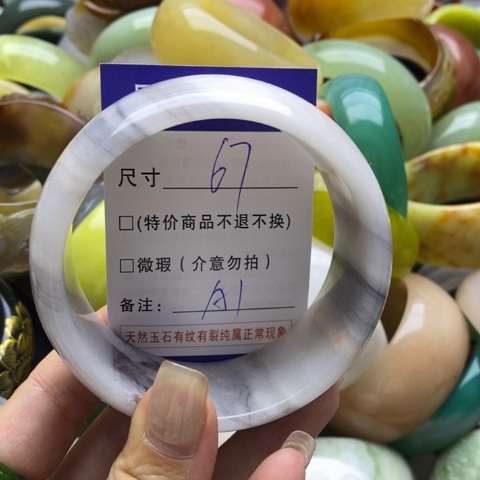 尺寸 67
□(特价商品不退不换)
□微瑕(介意勿拍)
备注: A1
天然玉石有纹有裂纯属正常现象